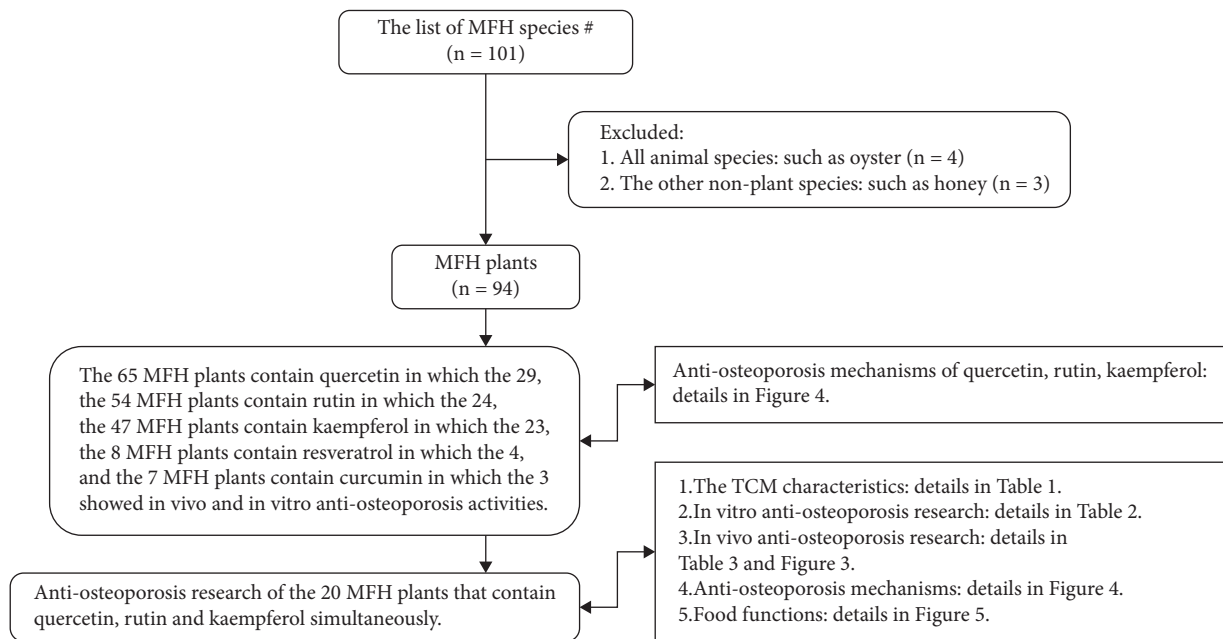 The list of MFH species #
(n = 101)
Excluded:
1. All animal species: such as oyster (n = 4)
2. The other non-plant species: such as honey (n = 3)
MFH plants
(n = 94)
The 65 MFH plants contain quercetin in which the 29,
the 54 MFH plants contain rutin in which the 24,
the 47 MFH plants contain kaempferol in which the 23,
the 8 MFH plants contain resveratrol in which the 4,
and the 7 MFH plants contain curcumin in which the 3
showed in vivo and in vitro anti-osteoporosis activities.
Anti-osteoporosis mechanisms of quercetin, rutin, kaempferol:
details in Figure 4.
Anti-osteoporosis research of the 20 MFH plants that contain
quercetin, rutin and kaempferol simultaneously.
1.The TCM characteristics: details in Table 1.
2.In vitro anti-osteoporosis research: details in Table 2.
3.In vivo anti-osteoporosis research: details in
Table 3 and Figure 3.
4.Anti-osteoporosis mechanisms: details in Figure 4.
5.Food functions: details in Figure 5.